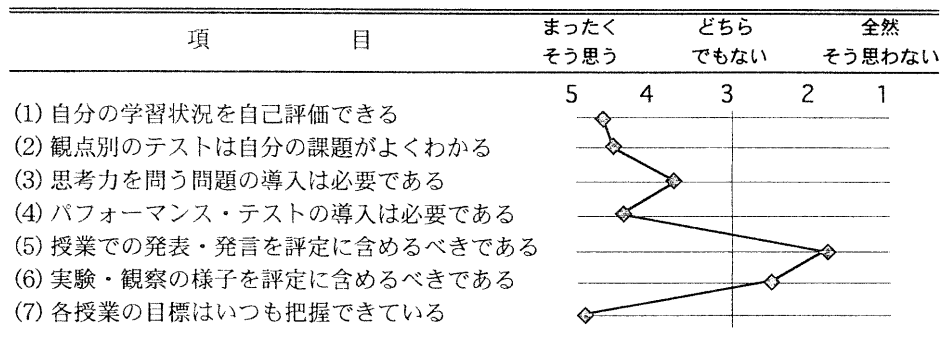 まったく どちら 全然
項 目
そう思う でもない そう思わない
5 4 3 2 1
(1) 自分の学習状況を自己評価できる
(2) 観点別のテストは自分の課題がよくわかる
(3) 思考力を問う問題の導入は必要である
(4) パフォーマンス・テストの導入は必要である
(5) 授業での発表・発言を評定に含めるべきである
(6) 実験・観察の様子を評定に含めるべきである
(7) 各授業の目標はいつも把握できている